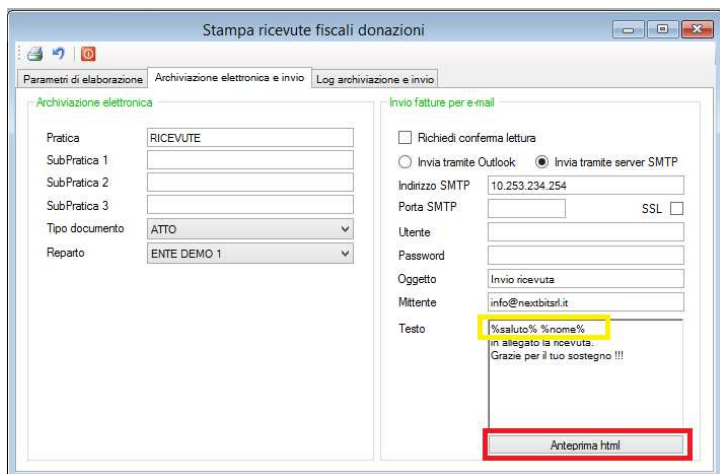 Stampa ricevute fiscali donazioni
Parametri di elaborazione Archiviazione elettronica e invio Log archiviazione e invio
Archiviazione elettronica
Pratica RICEVUTE
SubPratica 1
SubPratica 2
SubPratica 3
Tipo documento ATTO
Reparto ENTE DEMO 1
Invio fatture per e-mail
Richiedi conferma lettura
Invia tramite Outlook Invia tramite server SMTP
Indirizzo SMTP 10.253.234.254
Porta SMTP SSL
Utente
Password
Oggetto Invio ricevuta
Mittente info@nextbitsrl.it
Testo %saluto% %nome%
in allegato la ricevuta.
Grazie per il tuo sostegno !!!
Anteprima html